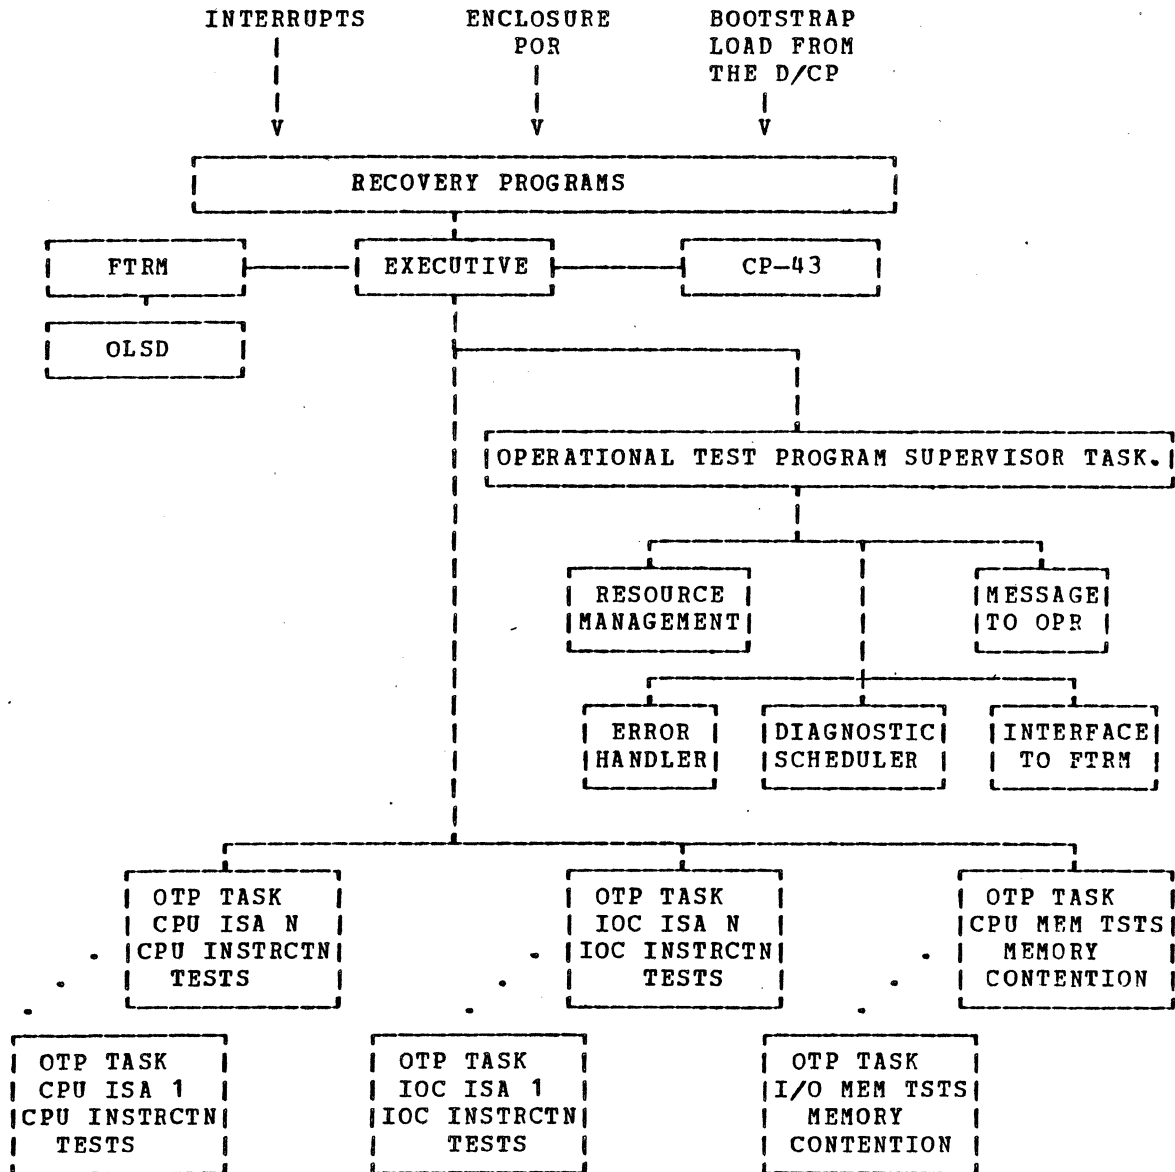 INTERRUPTS
ENCLOSURE
POR
BOOTSTRAP
LOAD FROM
THE D/CP
V
V
V
RECOVERY PROGRAMS
FTRM
EXECUTIVE
CP-43
OLSD
OPERATIONAL TEST PROGRAM SUPERVISOR TASK.
RESOURCE
MANAGEMENT
MESSAGE
TO OPR
ERROR
HANDLER
DIAGNOSTIC
SCHEDULER
INTERFACE
TO FTRM
OTP TASK
CPU ISA N
CPU INSTRCTN
TESTS
OTP TASK
IOC ISA N
IOC INSTRCTN
TESTS
OTP TASK
CPU MEM TSTS
MEMORY
CONTENTION
OTP TASK
CPU ISA 1
CPU INSTRCTN
TESTS
OTP TASK
IOC ISA 1
IOC INSTRCTN
TESTS
OTP TASK
I/O MEM TSTS
MEMORY
CONTENTION